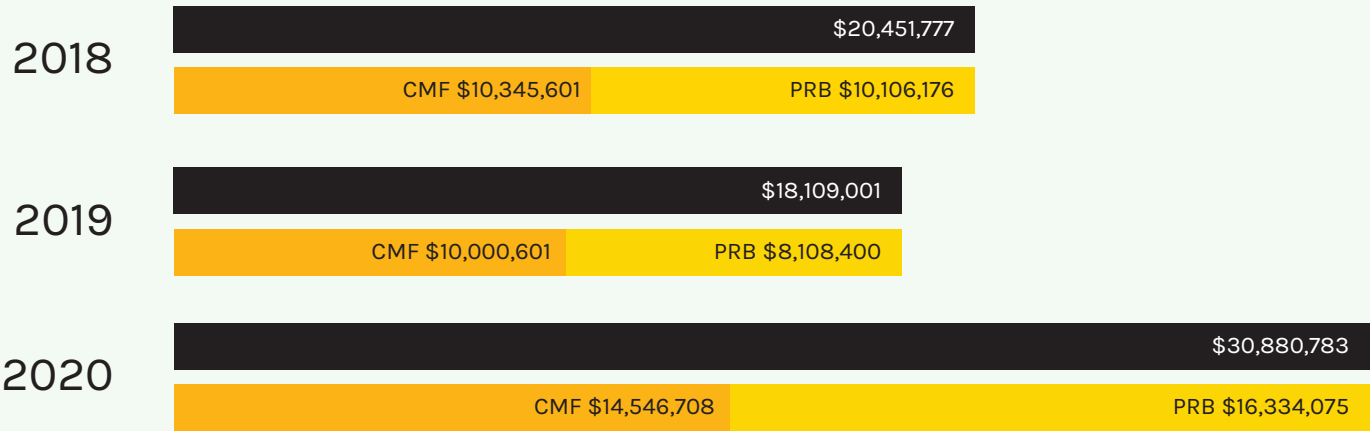 2018
$20,451,777
CMF $10,345,601 PRB $10,106,176
2019
$18,109,001
CMF $10,000,601 PRB $8,108,400
2020
$30,880,783
CMF $14,546,708 PRB $16,334,075